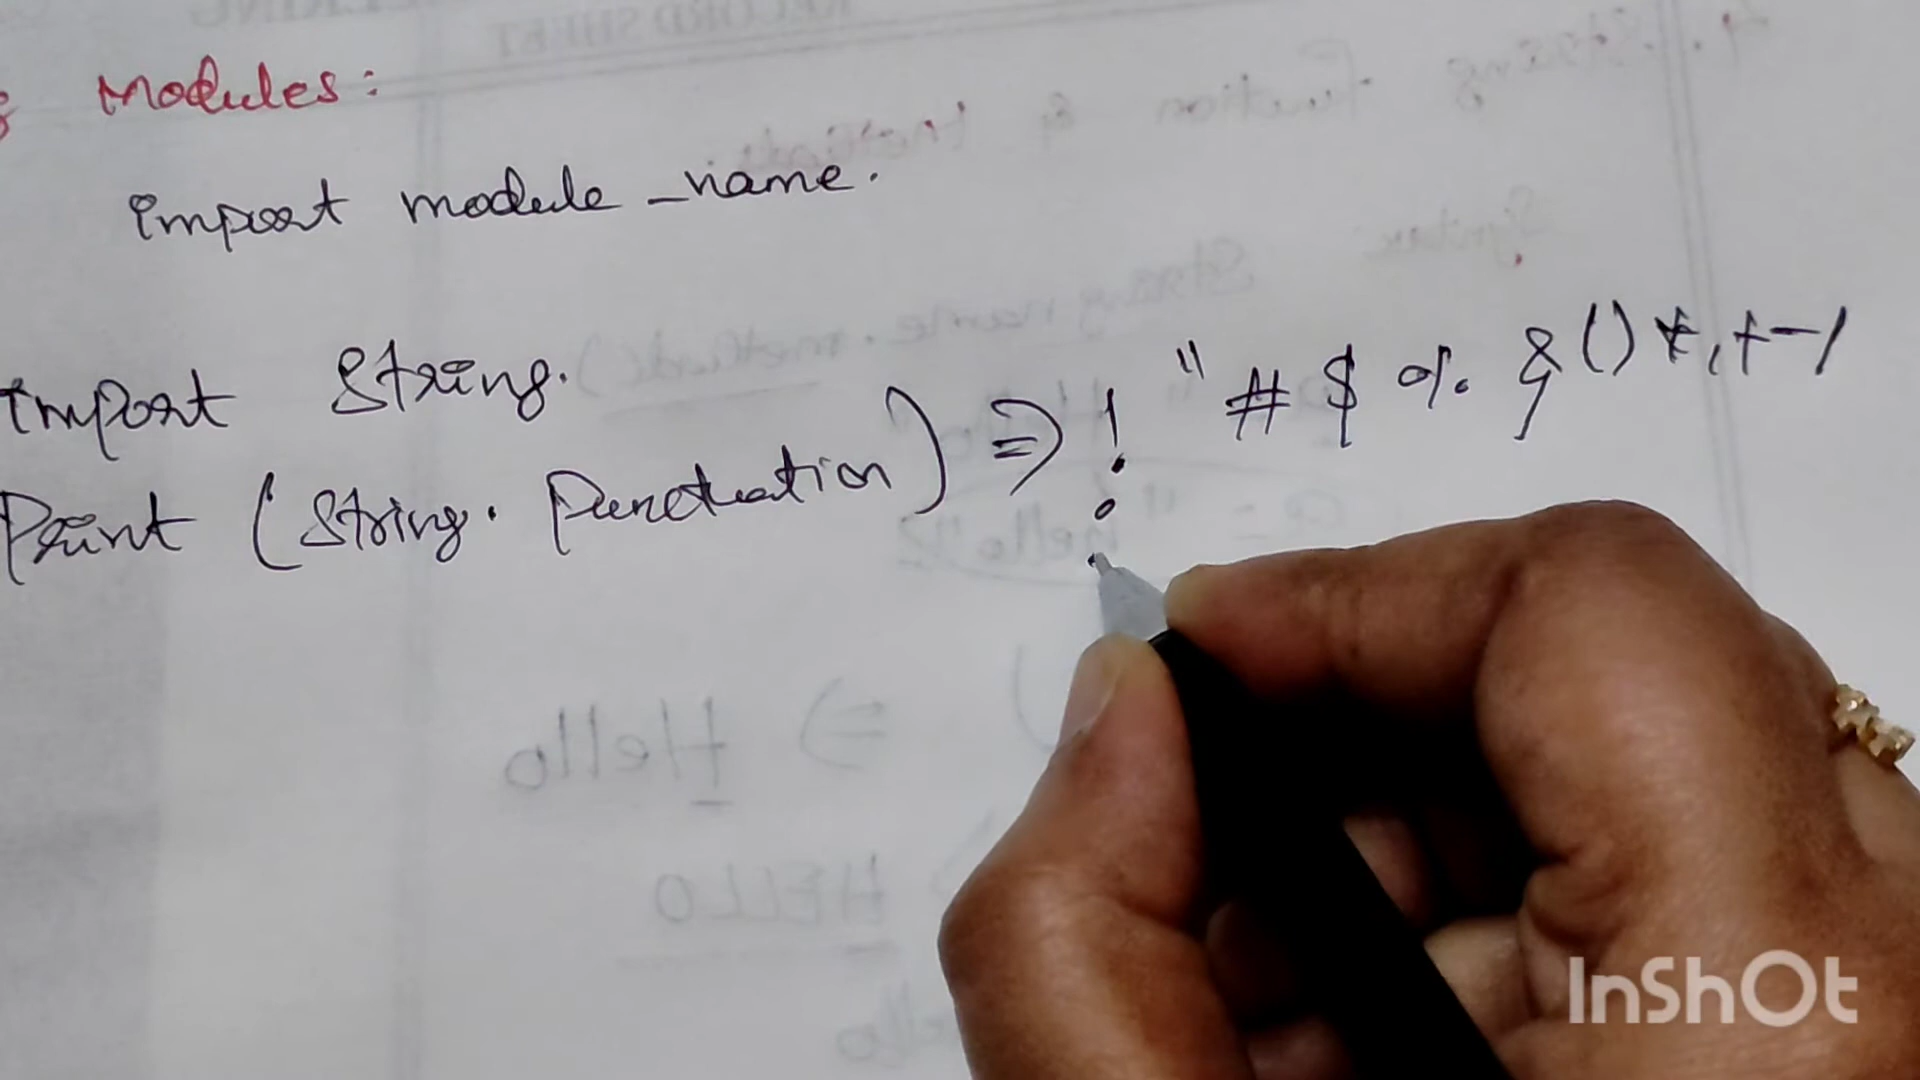 Modules:
import module_name.
import String.
Print (String. Punctuation) => ! " # $ % & () *, + - /
:
InShOt